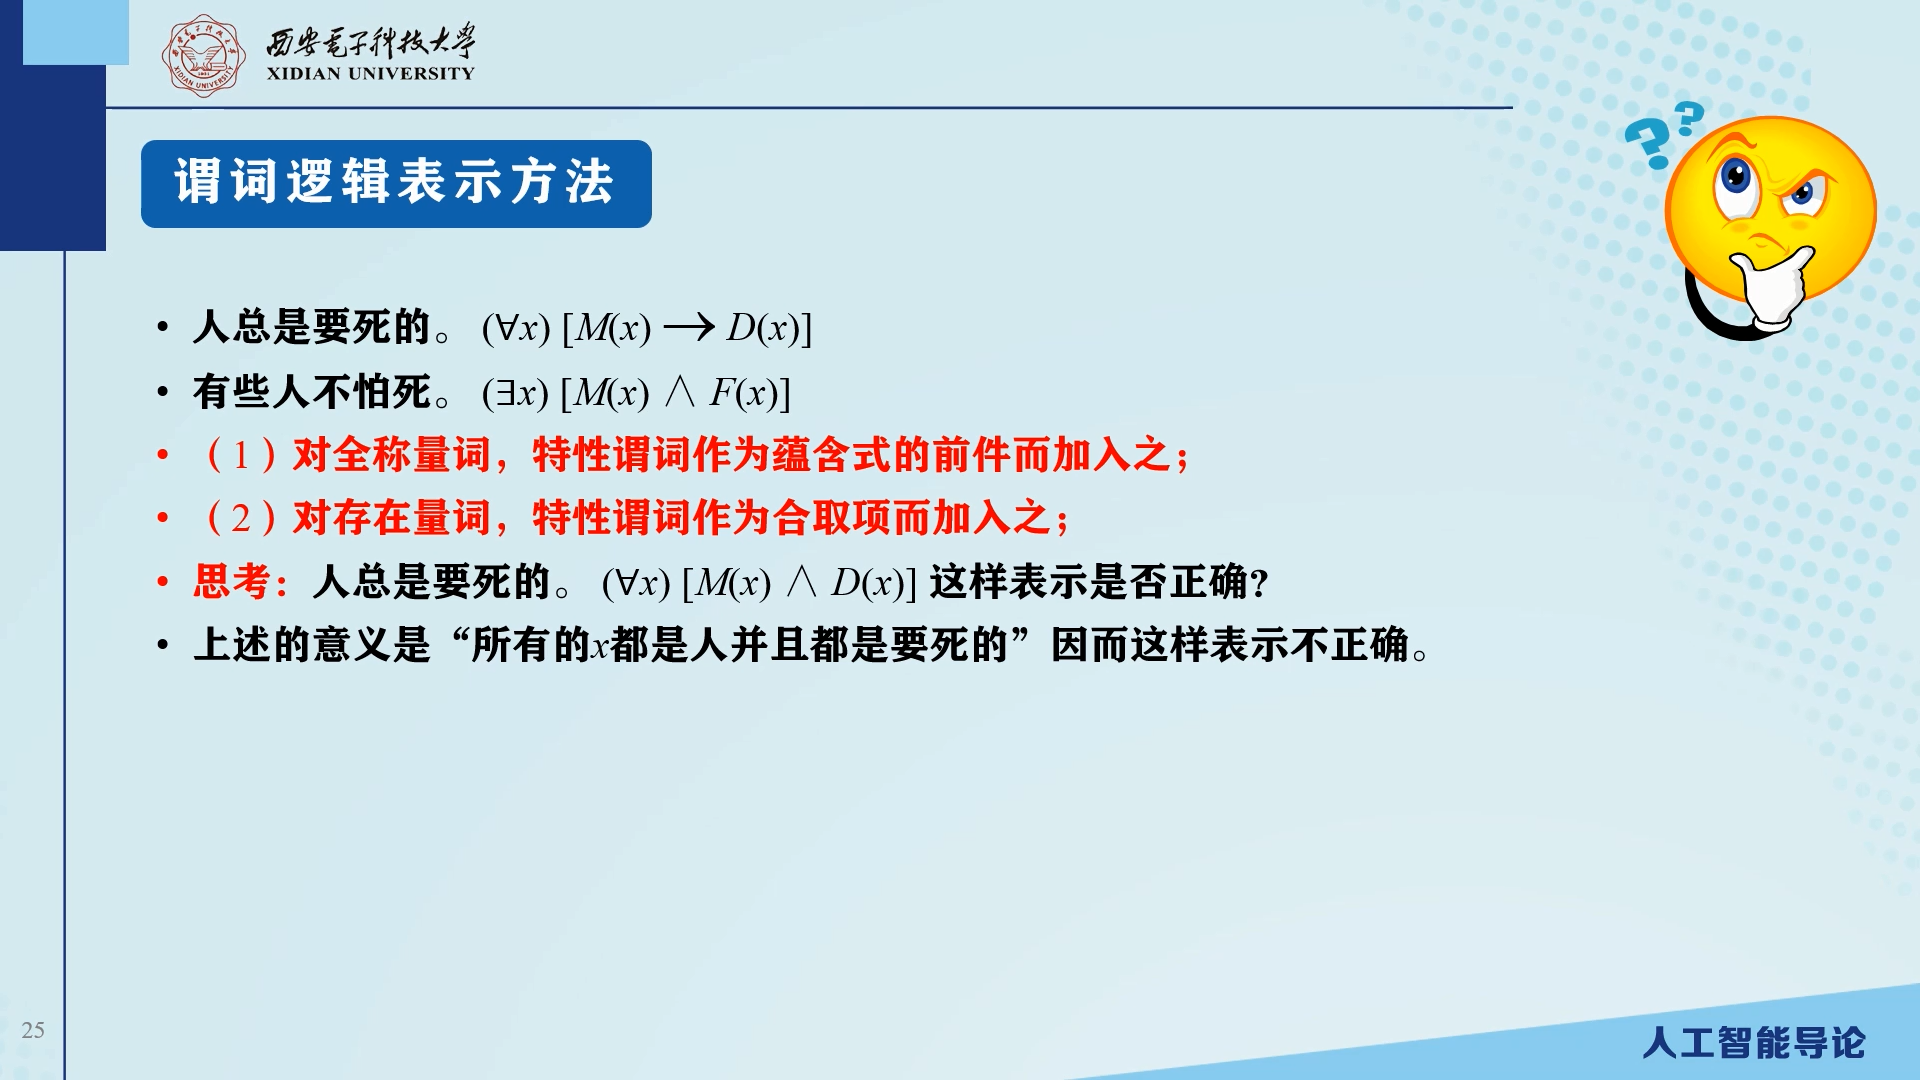 西安电子科技大学
XIDIAN UNIVERSITY
谓词逻辑表示方法
• 人总是要死的。 (∀x) [M(x) → D(x)]
• 有些人不怕死。 (∃x) [M(x) ∧ F(x)]
• （1）对全称量词，特性谓词作为蕴含式的前件而加入之；
• （2）对存在量词，特性谓词作为合取项而加入之；
• 思考：人总是要死的。 (∀x) [M(x) ∧ D(x)] 这样表示是否正确?
• 上述的意义是“所有的x都是人并且都是要死的”因而这样表示不正确。
25
人工智能导论